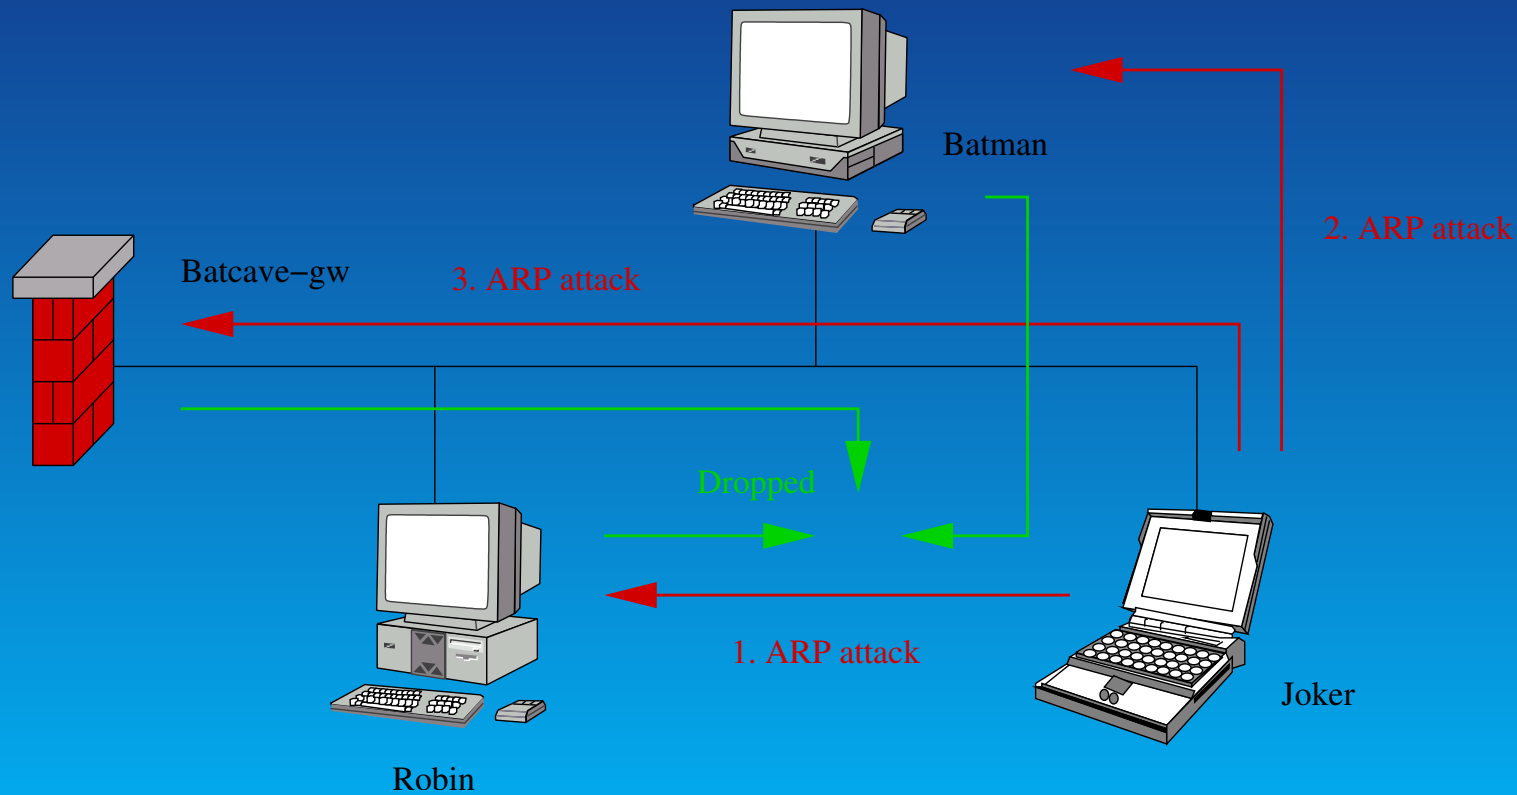 Batman
2. ARP attack
Batcave−gw
3. ARP attack
Dropped
1. ARP attack
Joker
Robin